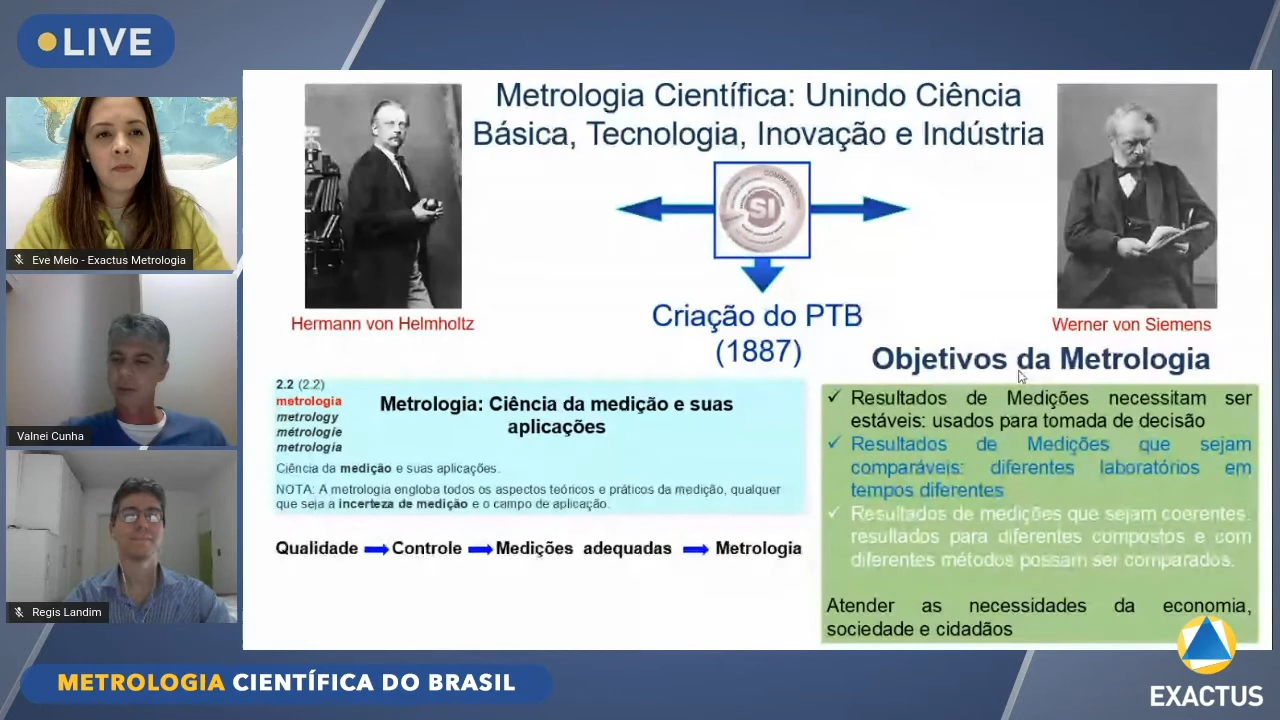 LIVE
Eve Melo - Exactus Metrologia
Valnei Cunha
Regis Landim
Metrologia Científica: Unindo Ciência
Básica, Tecnologia, Inovação e Indústria
SI
Hermann von Helmholtz
Werner von Siemens
Criação do PTB
(1887)
2.2 (2.2)
metrologia
metrology
métrologie
metrologia
Metrologia: Ciência da medição e suas
aplicações
Ciência da medição e suas aplicações.
NOTA: A metrologia engloba todos os aspectos teóricos e práticos da medição, qualquer
que seja a incerteza de medição e o campo de aplicação.
Qualidade Controle Medições adequadas Metrologia
Objetivos da Metrologia
✓ Resultados de Medições necessitam ser
estáveis: usados para tomada de decisão
✓ Resultados de Medições que sejam
comparáveis: diferentes laboratórios em
tempos diferentes
✓ Resultados de medições que sejam coerentes.
resultados para diferentes compostos e com
diferentes métodos possam ser comparados.
Atender as necessidades da economia,
sociedade e cidadãos
METROLOGIA CIENTÍFICA DO BRASIL
EXACTUS